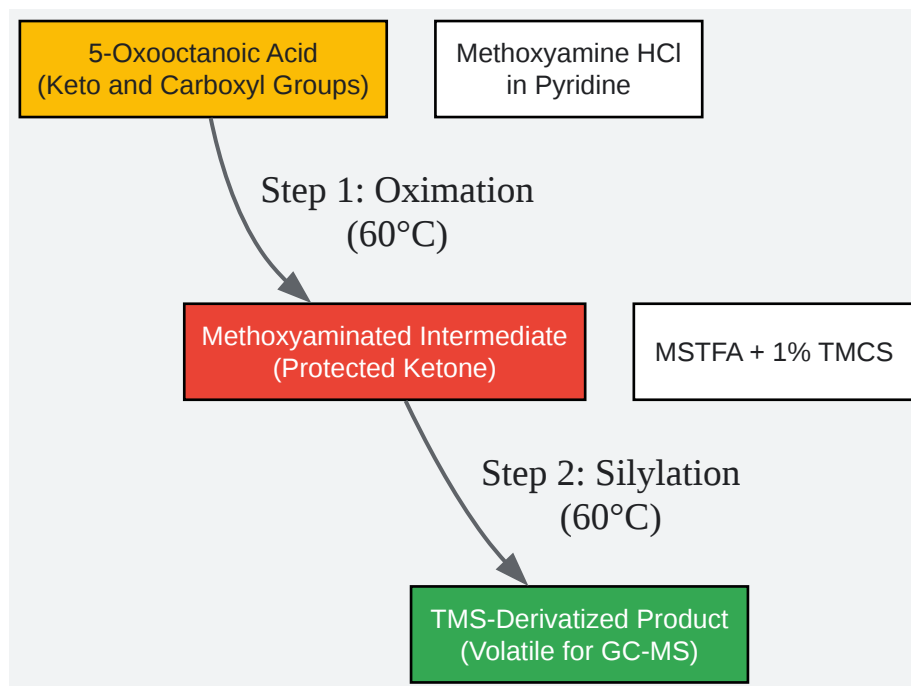 5-Oxooctanoic Acid
(Keto and Carboxyl Groups)
Methoxyamine HCl
in Pyridine
Step 1: Oximation
(60°C)
Methoxyaminated Intermediate
(Protected Ketone)
MSTFA + 1% TMCS
Step 2: Silylation
(60°C)
TMS-Derivatized Product
(Volatile for GC-MS)